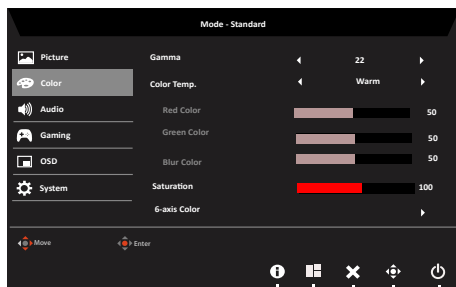 Mode - Standard
Picture
Gamma 22
Color
Color Temp. Warm
Audio
Red Color 50
Gaming
Green Color 50
OSD
Blur Color 50
System
Saturation 100
6-axis Color
Move Enter